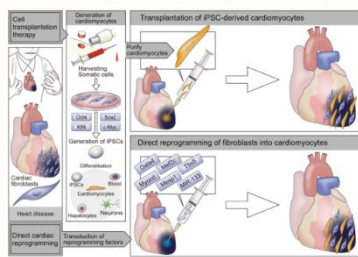 Cell
transplantation
therapy
Cardiac
fibroblasts
Heart disease
Direct cardiac
reprogramming
Generation of
cardiomyocytes
Harvesting
Somatic cells
Oct4
Sox2
Klf4
c-Myc
Generation of iPSCs
Differentiation
iPSCs
Blood
Cardiomyocytes
Hepatocytes
Neurons
Transduction of
reprogramming factors
Purify
cardiomyocytes
Transplantation of iPSC-derived cardiomyocytes
Direct reprogramming of fibroblasts into cardiomyocytes
Gata4
Mef2c
Tbx5
Myocd
Mesp1
MiR-133